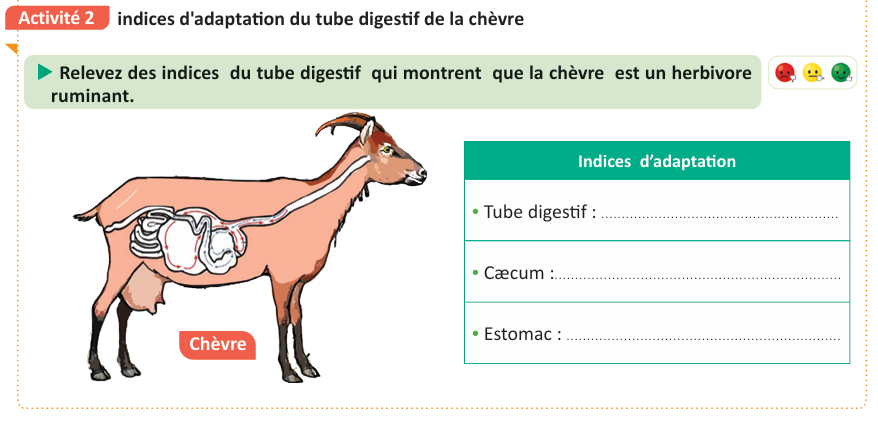 Activité 2 indices d'adaptation du tube digestif de la chèvre
Relevez des indices du tube digestif qui montrent que la chèvre est un herbivore
ruminant.
Indices d'adaptation
• Tube digestif : ......................................................
• Cæcum :................................................................
• Estomac : .............................................................
Chèvre